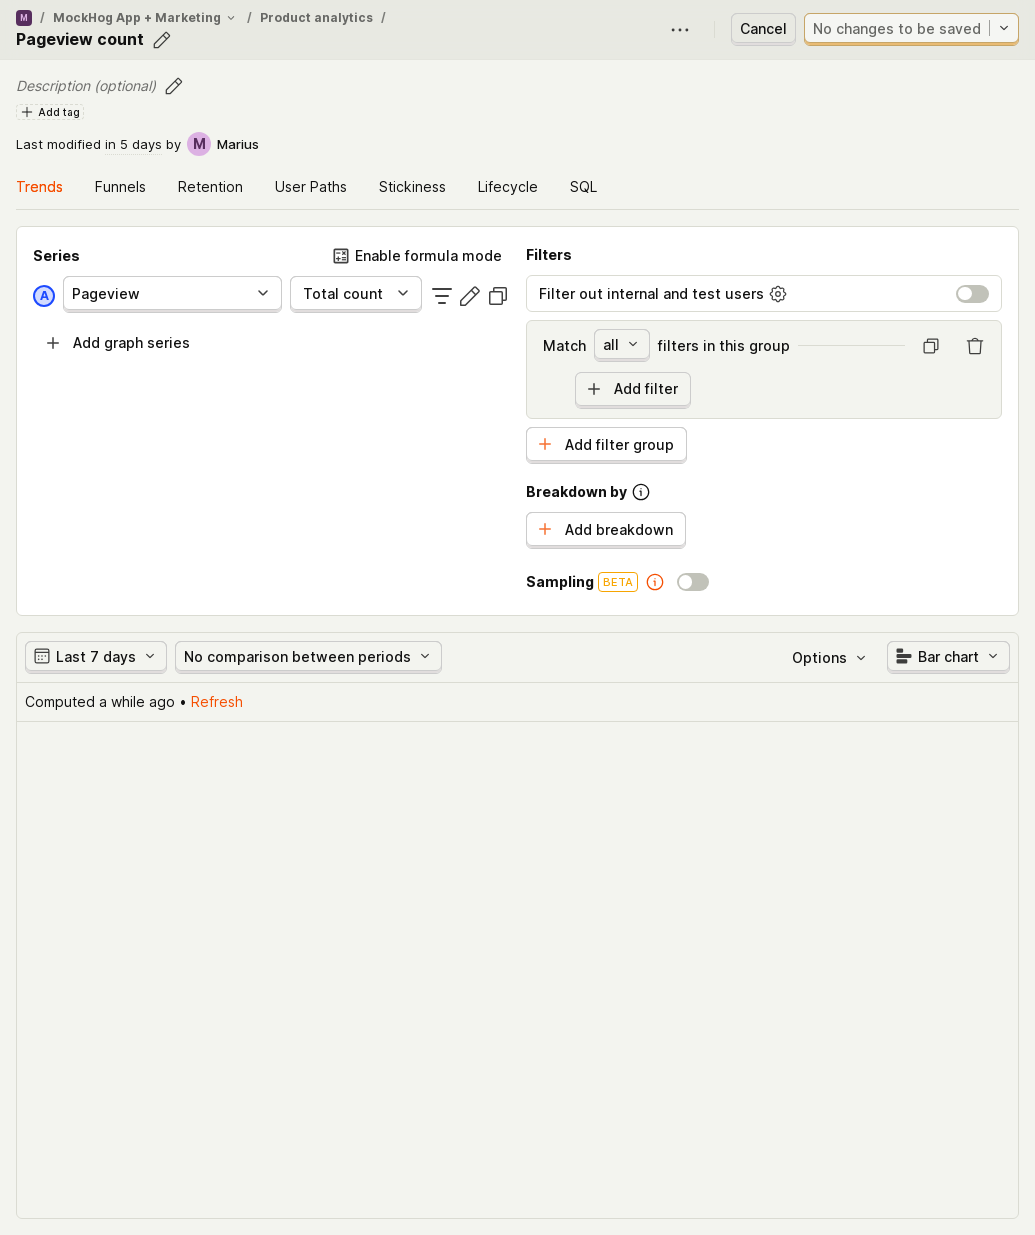 M / MockHog App + Marketing / Product analytics /
Pageview count
Cancel
No changes to be saved
Description (optional)
Add tag
Last modified in 5 days by M Marius
Trends Funnels Retention User Paths Stickiness Lifecycle SQL
Series
Enable formula mode
A Pageview Total count
Add graph series
Filters
Filter out internal and test users
Match all filters in this group
Add filter
Add filter group
Breakdown by
Add breakdown
Sampling BETA
Last 7 days No comparison between periods Options Bar chart
Computed a while ago • Refresh